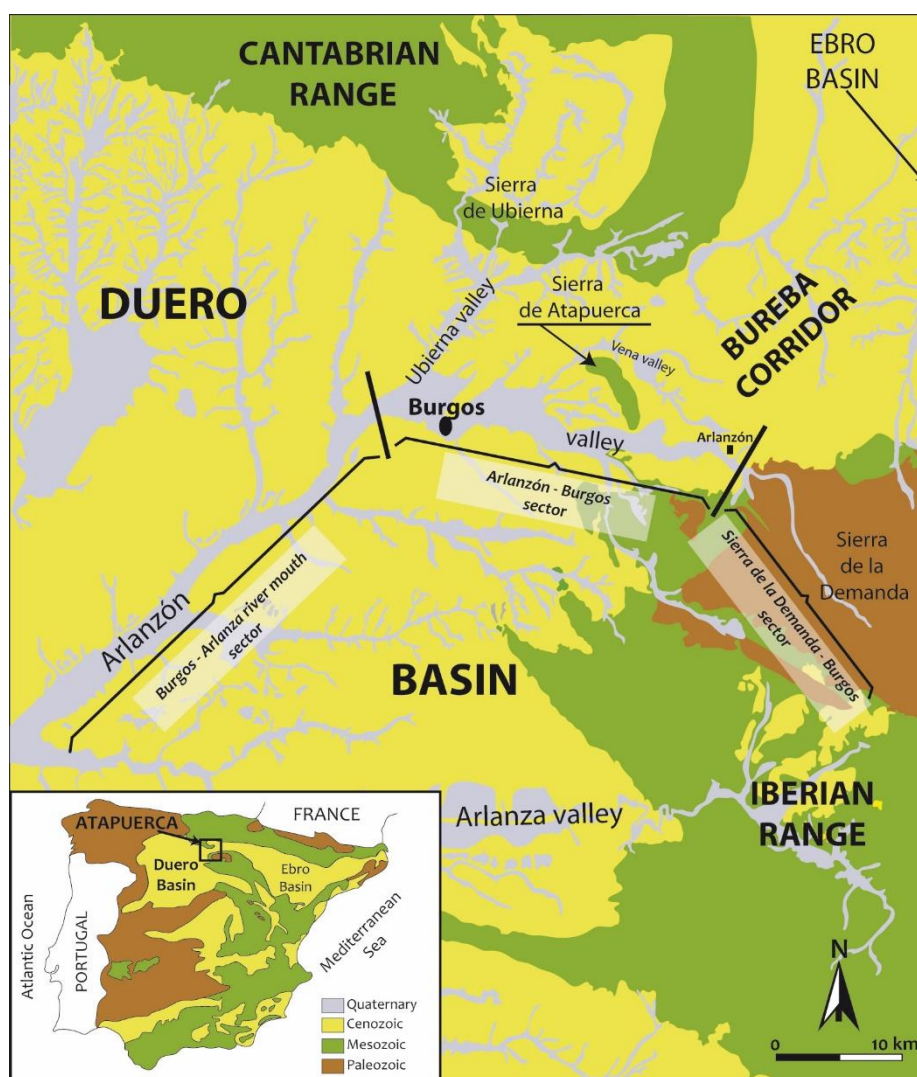 CANTABRIAN
RANGE
EBRO
BASIN
Sierra
de Ubierna
DUERO
Sierra
de Atapuerca
BUREBA
CORRIDOR
Ubierna valley
Vena valley
Burgos
valley
Arlanzón
Arlanzón - Burgos
sector
Sierra
de la
Demanda
Sierra de la Demanda - Burgos
sector
Arlanzón
Burgos - Arlanza river mouth
sector
BASIN
Arlanza valley
IBERIAN
RANGE
ATAPUERCA
FRANCE
Duero
Basin
Ebro
Basin
Atlantic Ocean
PORTUGAL
Mediterranean
Sea
Quaternary
Cenozoic
Mesozoic
Paleozoic
N
0 10 km